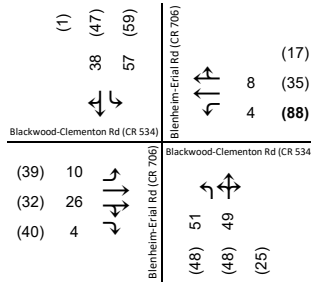 (1) (47) (59)
38 57
Blackwood-Clementon Rd (CR 534)
Blenheim-Erial Rd (CR 706)
(17)
8 (35)
4 (88)
(39) 10
(32) 26
(40) 4
Blenheim-Erial Rd (CR 706)
Blackwood-Clementon Rd (CR 534
51 49
(48) (48) (25)